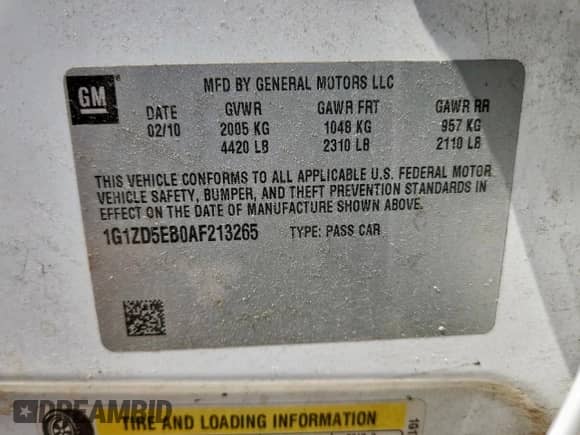 GM
MFD BY GENERAL MOTORS LLC
DATE GVWR GAWR FRT GAWR RR
02/10 2005 KG 1048 KG 957 KG
4420 LB 2310 LB 2110 LB
THIS VEHICLE CONFORMS TO ALL APPLICABLE U.S. FEDERAL MOTOR
VEHICLE SAFETY, BUMPER, AND THEFT PREVENTION STANDARDS IN
EFFECT ON THE DATE OF MANUFACTURE SHOWN ABOVE.
1G1ZD5EB0AF213265 TYPE: PASS CAR
TIRE AND LOADING INFORMATION